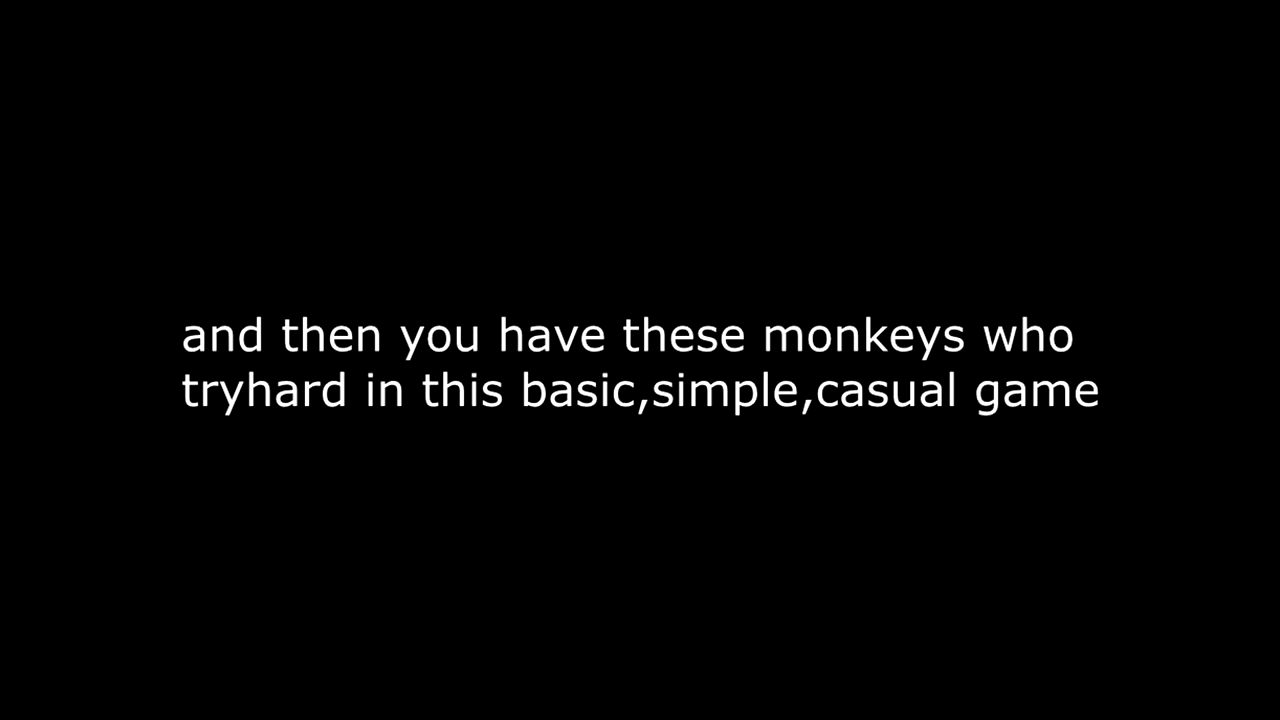 and then you have these monkeys who
tryhard in this basic,simple,casual game